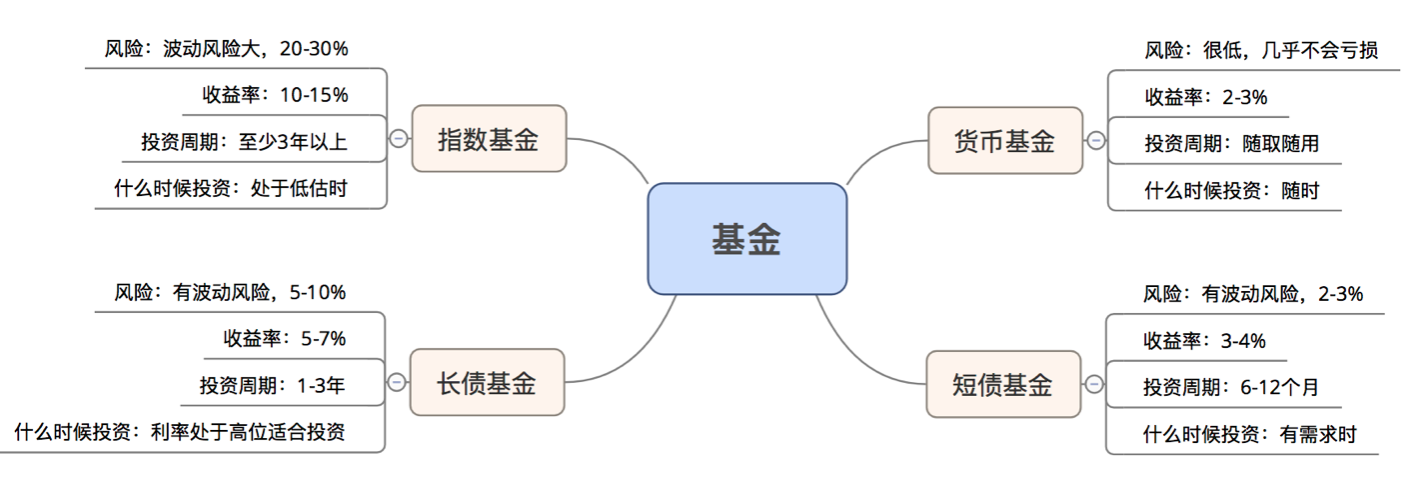 基金
指数基金
风险：波动风险大，20-30%
收益率：10-15%
投资周期：至少3年以上
什么时候投资：处于低估时
货币基金
风险：很低，几乎不会亏损
收益率：2-3%
投资周期：随取随用
什么时候投资：随时
长债基金
风险：有波动风险，5-10%
收益率：5-7%
投资周期：1-3年
什么时候投资：利率处于高位适合投资
短债基金
风险：有波动风险，2-3%
收益率：3-4%
投资周期：6-12个月
什么时候投资：有需求时